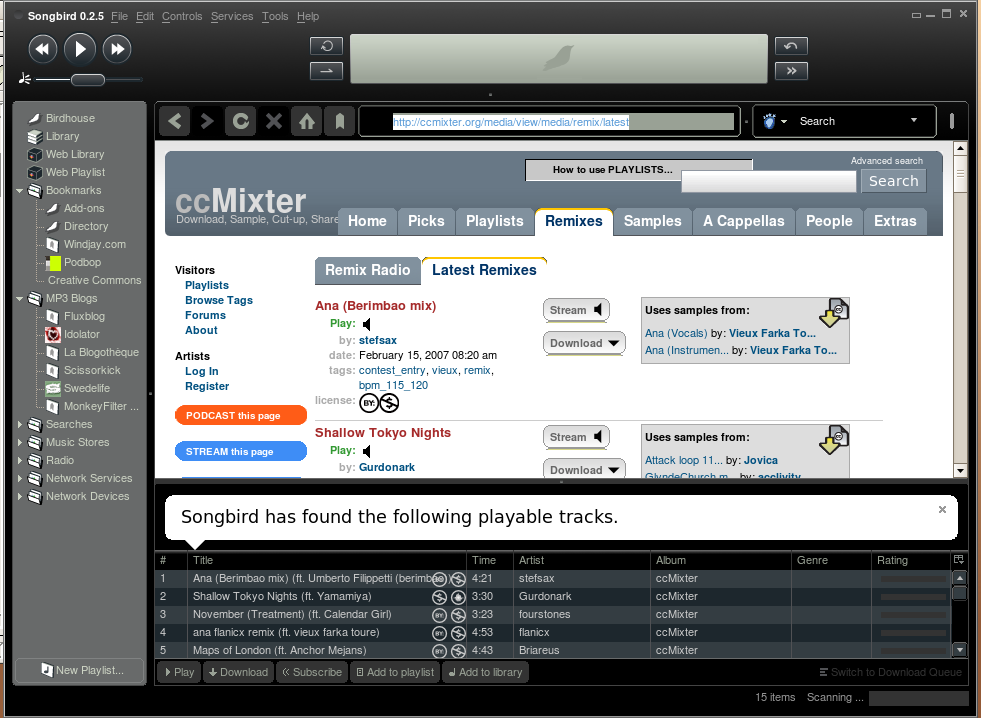 Songbird 0.2.5 File Edit Controls Services Tools Help
http://ccmixter.org/media/view/media/remix/latest
Search
Birdhouse
Library
Web Library
Web Playlist
Bookmarks
Add-ons
Directory
Windjay.com
Podbop
Creative Commons
MP3 Blogs
Fluxblog
Idolator
La Blogothèque
Scissorkick
Swedelife
MonkeyFilter ...
Searches
Music Stores
Radio
Network Services
Network Devices
New Playlist...
How to use PLAYLISTS...
Advanced search
Search
ccMixter
Download, Sample, Cut-up, Share
Home Picks Playlists Remixes Samples A Cappellas People Extras
Visitors
Playlists
Browse Tags
Forums
About
Artists
Log In
Register
PODCAST this page
STREAM this page
Remix Radio Latest Remixes
Ana (Berimbao mix)
Play:
by: stefsax
date: February 15, 2007 08:20 am
tags: contest_entry, vieux, remix,
bpm_115_120
license: BY: $
Stream
Download
Uses samples from:
Ana (Vocals) by: Vieux Farka To...
Ana (Instrumen... by: Vieux Farka To...
Shallow Tokyo Nights
Play:
by: Gurdonark
Stream
Download
Uses samples from:
Attack loop 11... by: Jovica
GlyndeChurch m... by: acclivity
Songbird has found the following playable tracks.
# Title Time Artist Album Genre Rating
1 Ana (Berimbao mix) (ft. Umberto Filippetti (berimbao) 4:21 stefsax ccMixter
2 Shallow Tokyo Nights (ft. Yamamiya) 3:30 Gurdonark ccMixter
3 November (Treatment) (ft. Calendar Girl) 3:23 fourstones ccMixter
4 ana flanicx remix (ft. vieux farka toure) 4:53 flanicx ccMixter
5 Maps of London (ft. Anchor Mejans) 4:43 Briareus ccMixter
Play Download Subscribe Add to playlist Add to library Switch to Download Queue
15 items Scanning ...